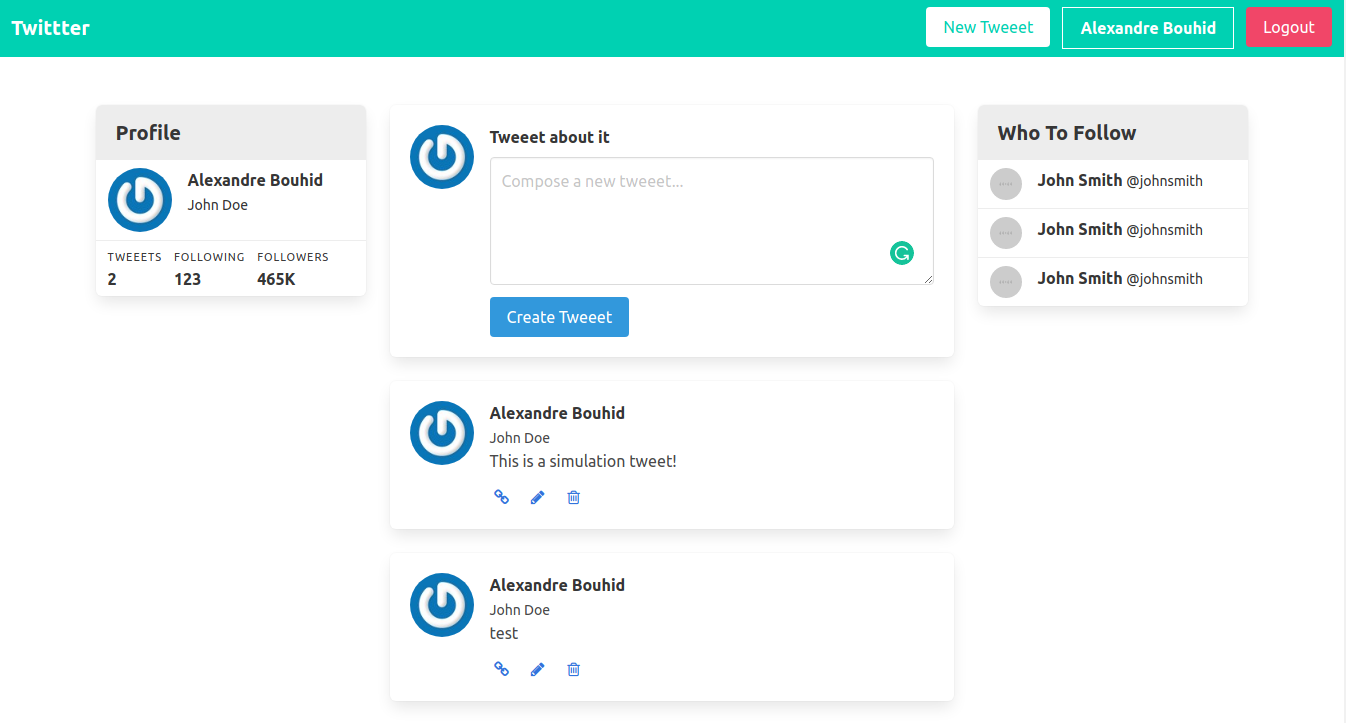 Twittter
New Tweeet
Alexandre Bouhid
Logout
Profile
Alexandre Bouhid
John Doe
TWEEETS FOLLOWING FOLLOWERS
2 123 465K
Tweeet about it
Compose a new tweeet...
Create Tweeet
Alexandre Bouhid
John Doe
This is a simulation tweet!
Alexandre Bouhid
John Doe
test
Who To Follow
John Smith @johnsmith
John Smith @johnsmith
John Smith @johnsmith